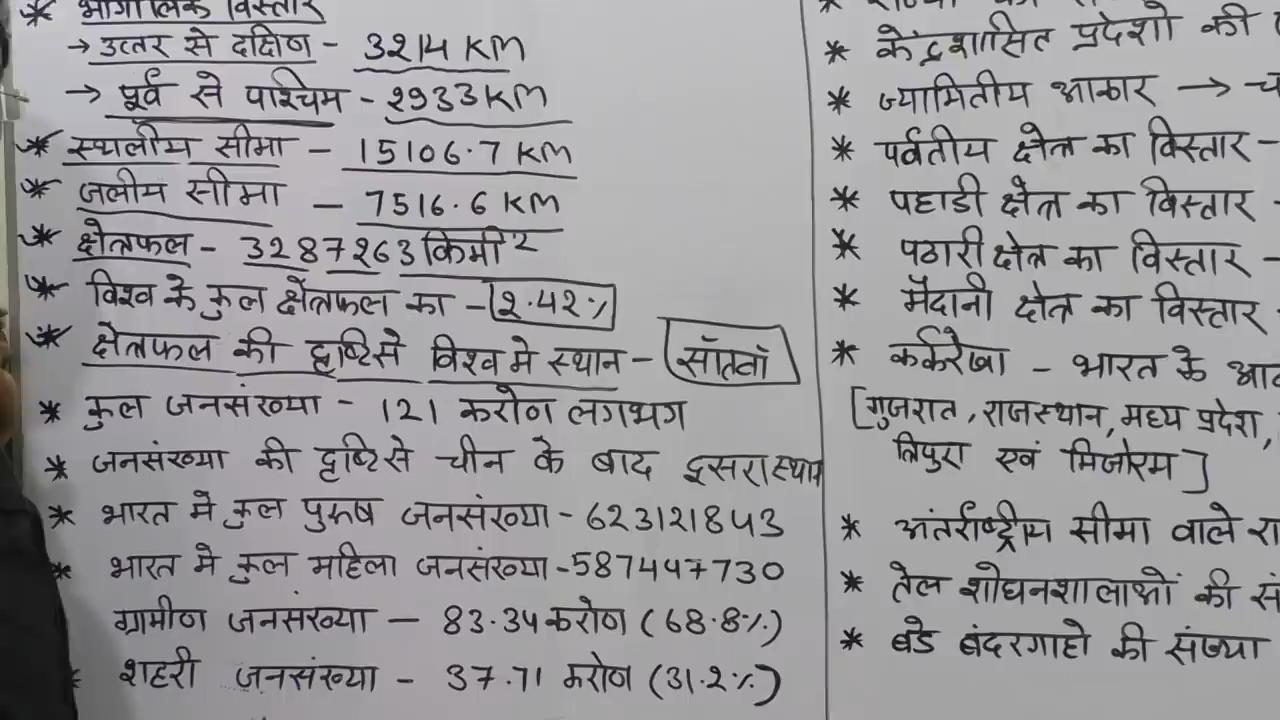 * भौगोलिक विस्तार
→ उत्तर से दक्षिण - 3214 KM
→ पूर्व से पाश्चिम - 2933 KM
* स्थलीय सीमा - 15106.7 KM
* जलीय सीमा - 7516.6 KM
* क्षेत्रफल - 3287263 किमी²
* विश्व के कुल क्षेत्रफल का - 2.42%
* क्षेत्रफल की दृष्टि से विश्व मे स्थान - साँतवाँ
* कुल जनसंख्या - 121 करोण लगभग
* जनसंख्या की दृष्टि से चीन के बाद दूसरा स्थान
* भारत मे कुल पुरूष जनसंख्या - 623121843
* भारत मे कुल महिला जनसंख्या - 587447730
ग्रामीण जनसंख्या - 83.34 करोण (68.8%)
* शहरी जनसंख्या - 37.71 करोण (31.2%)
* केंद्रशासित प्रदेशो की
* ज्यामितीय आकार →
* पर्वतीय क्षेत्र का विस्तार -
* पहाडी क्षेत्र का विस्तार -
* पठारी क्षेत्र का विस्तार -
* मैंदानी क्षेत्र का विस्तार -
* कर्करेखा - भारत के
[गुजरात, राजस्थान, मध्य प्रदेश,
त्रिपुरा एवं मिजोरम]
* अंतर्राष्ट्रीय सीमा वाले
* तेल शोधनशालाओं की
* बडे बंदरगाहो की संख्या